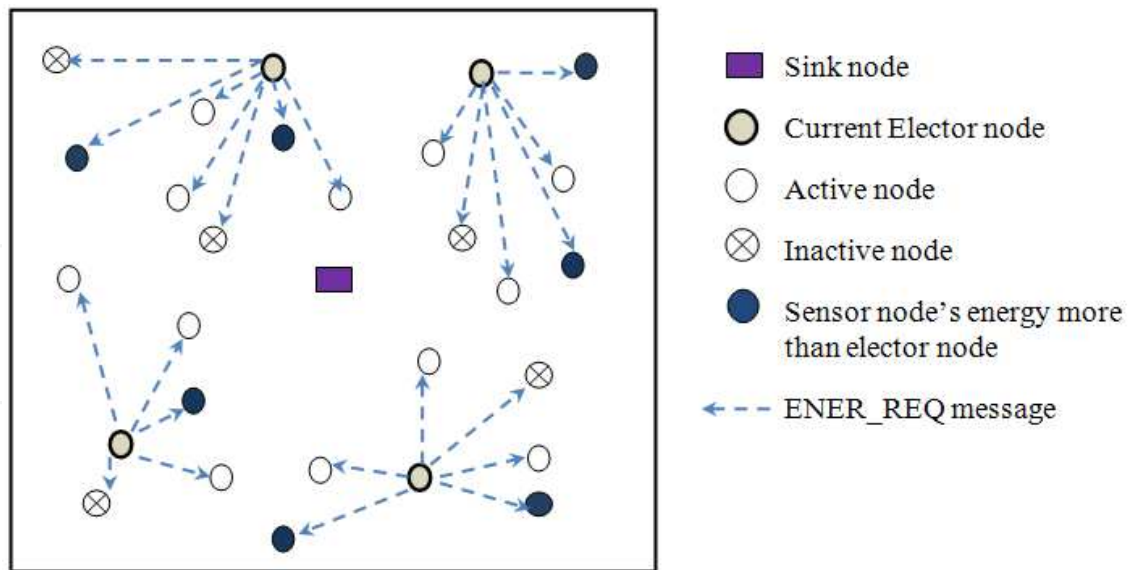 Sink node
Current Elector node
Active node
Inactive node
Sensor node's energy more
than elector node
ENER_REQ message